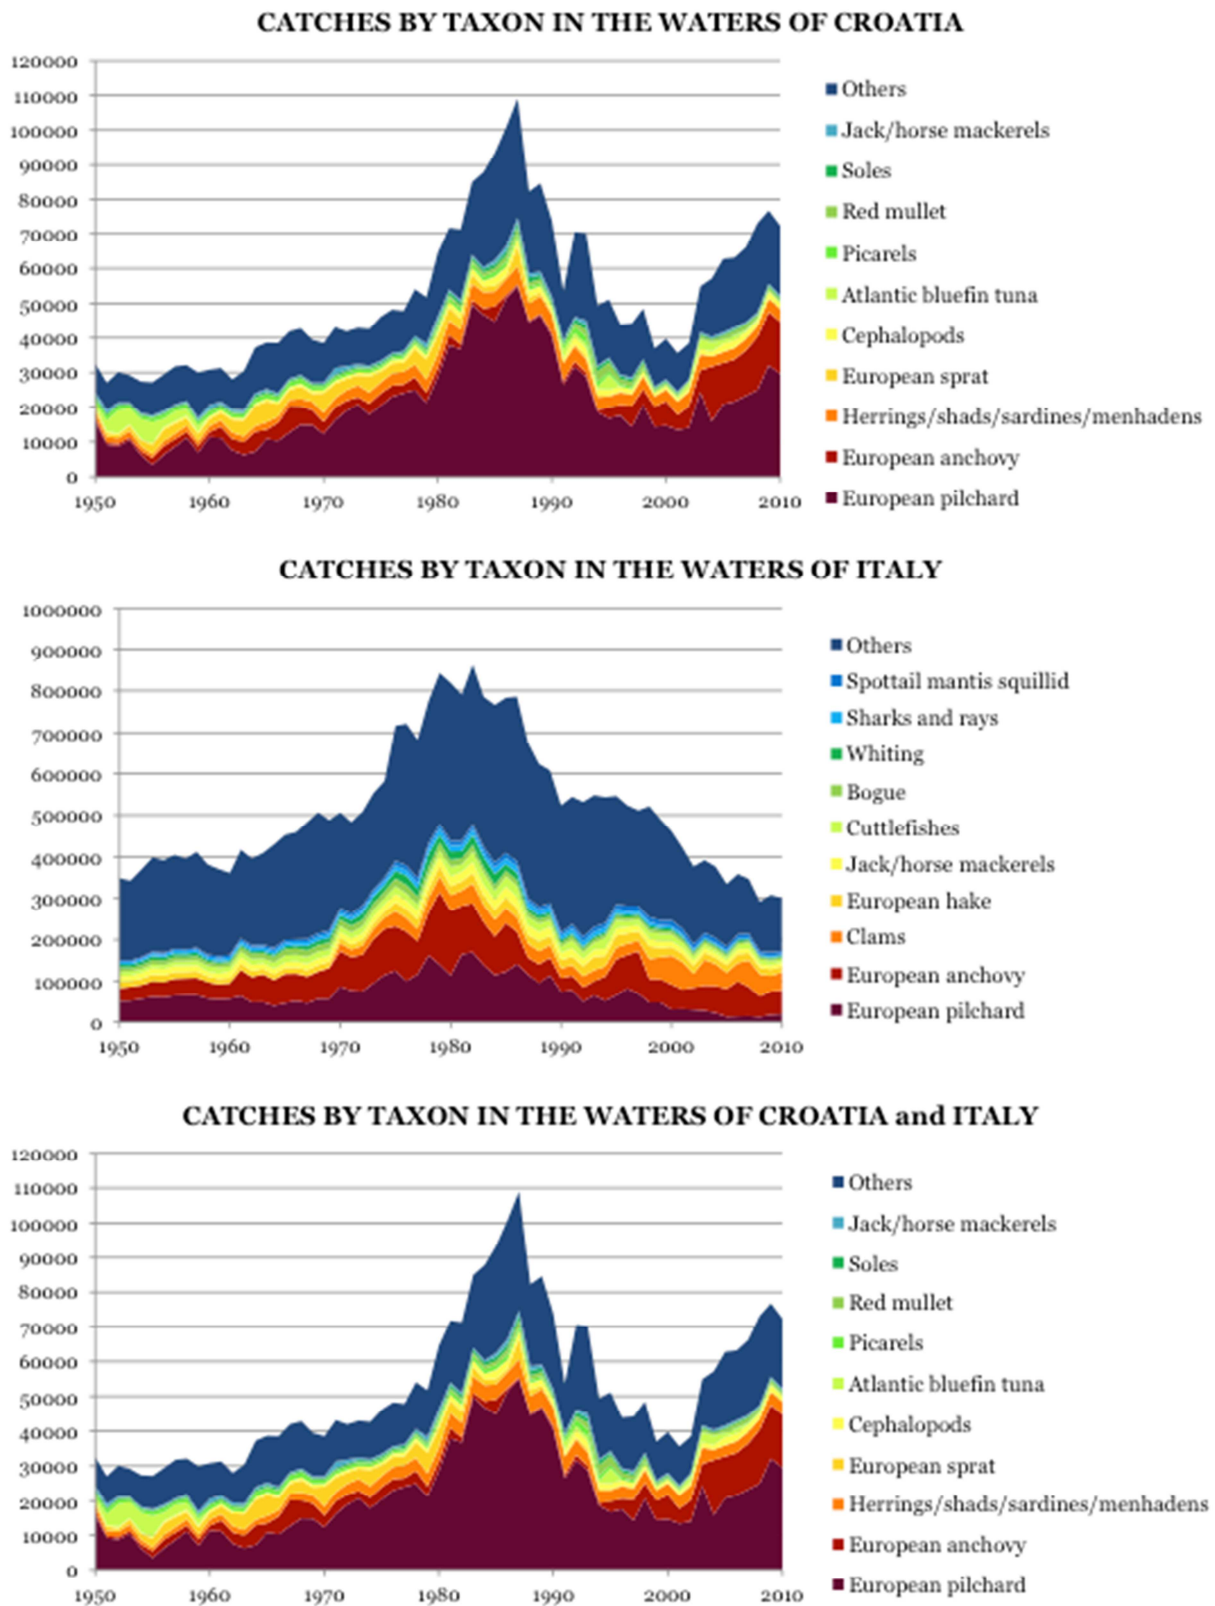 CATCHES BY TAXON IN THE WATERS OF CROATIA
120000
110000
100000
90000
80000
70000
60000
50000
40000
30000
20000
10000
0
1950 1960 1970 1980 1990 2000 2010
Others
Jack/horse mackerels
Soles
Red mullet
Picarels
Atlantic bluefin tuna
Cephalopods
European sprat
Herrings/shads/sardines/menhadens
European anchovy
European pilchard
CATCHES BY TAXON IN THE WATERS OF ITALY
1000000
900000
800000
700000
600000
500000
400000
300000
200000
100000
0
1950 1960 1970 1980 1990 2000 2010
Others
Spottail mantis squillid
Sharks and rays
Whiting
Bogue
Cuttlefishes
Jack/horse mackerels
European hake
Clams
European anchovy
European pilchard
CATCHES BY TAXON IN THE WATERS OF CROATIA and ITALY
120000
110000
100000
90000
80000
70000
60000
50000
40000
30000
20000
10000
0
1950 1960 1970 1980 1990 2000 2010
Others
Jack/horse mackerels
Soles
Red mullet
Picarels
Atlantic bluefin tuna
Cephalopods
European sprat
Herrings/shads/sardines/menhadens
European anchovy
European pilchard